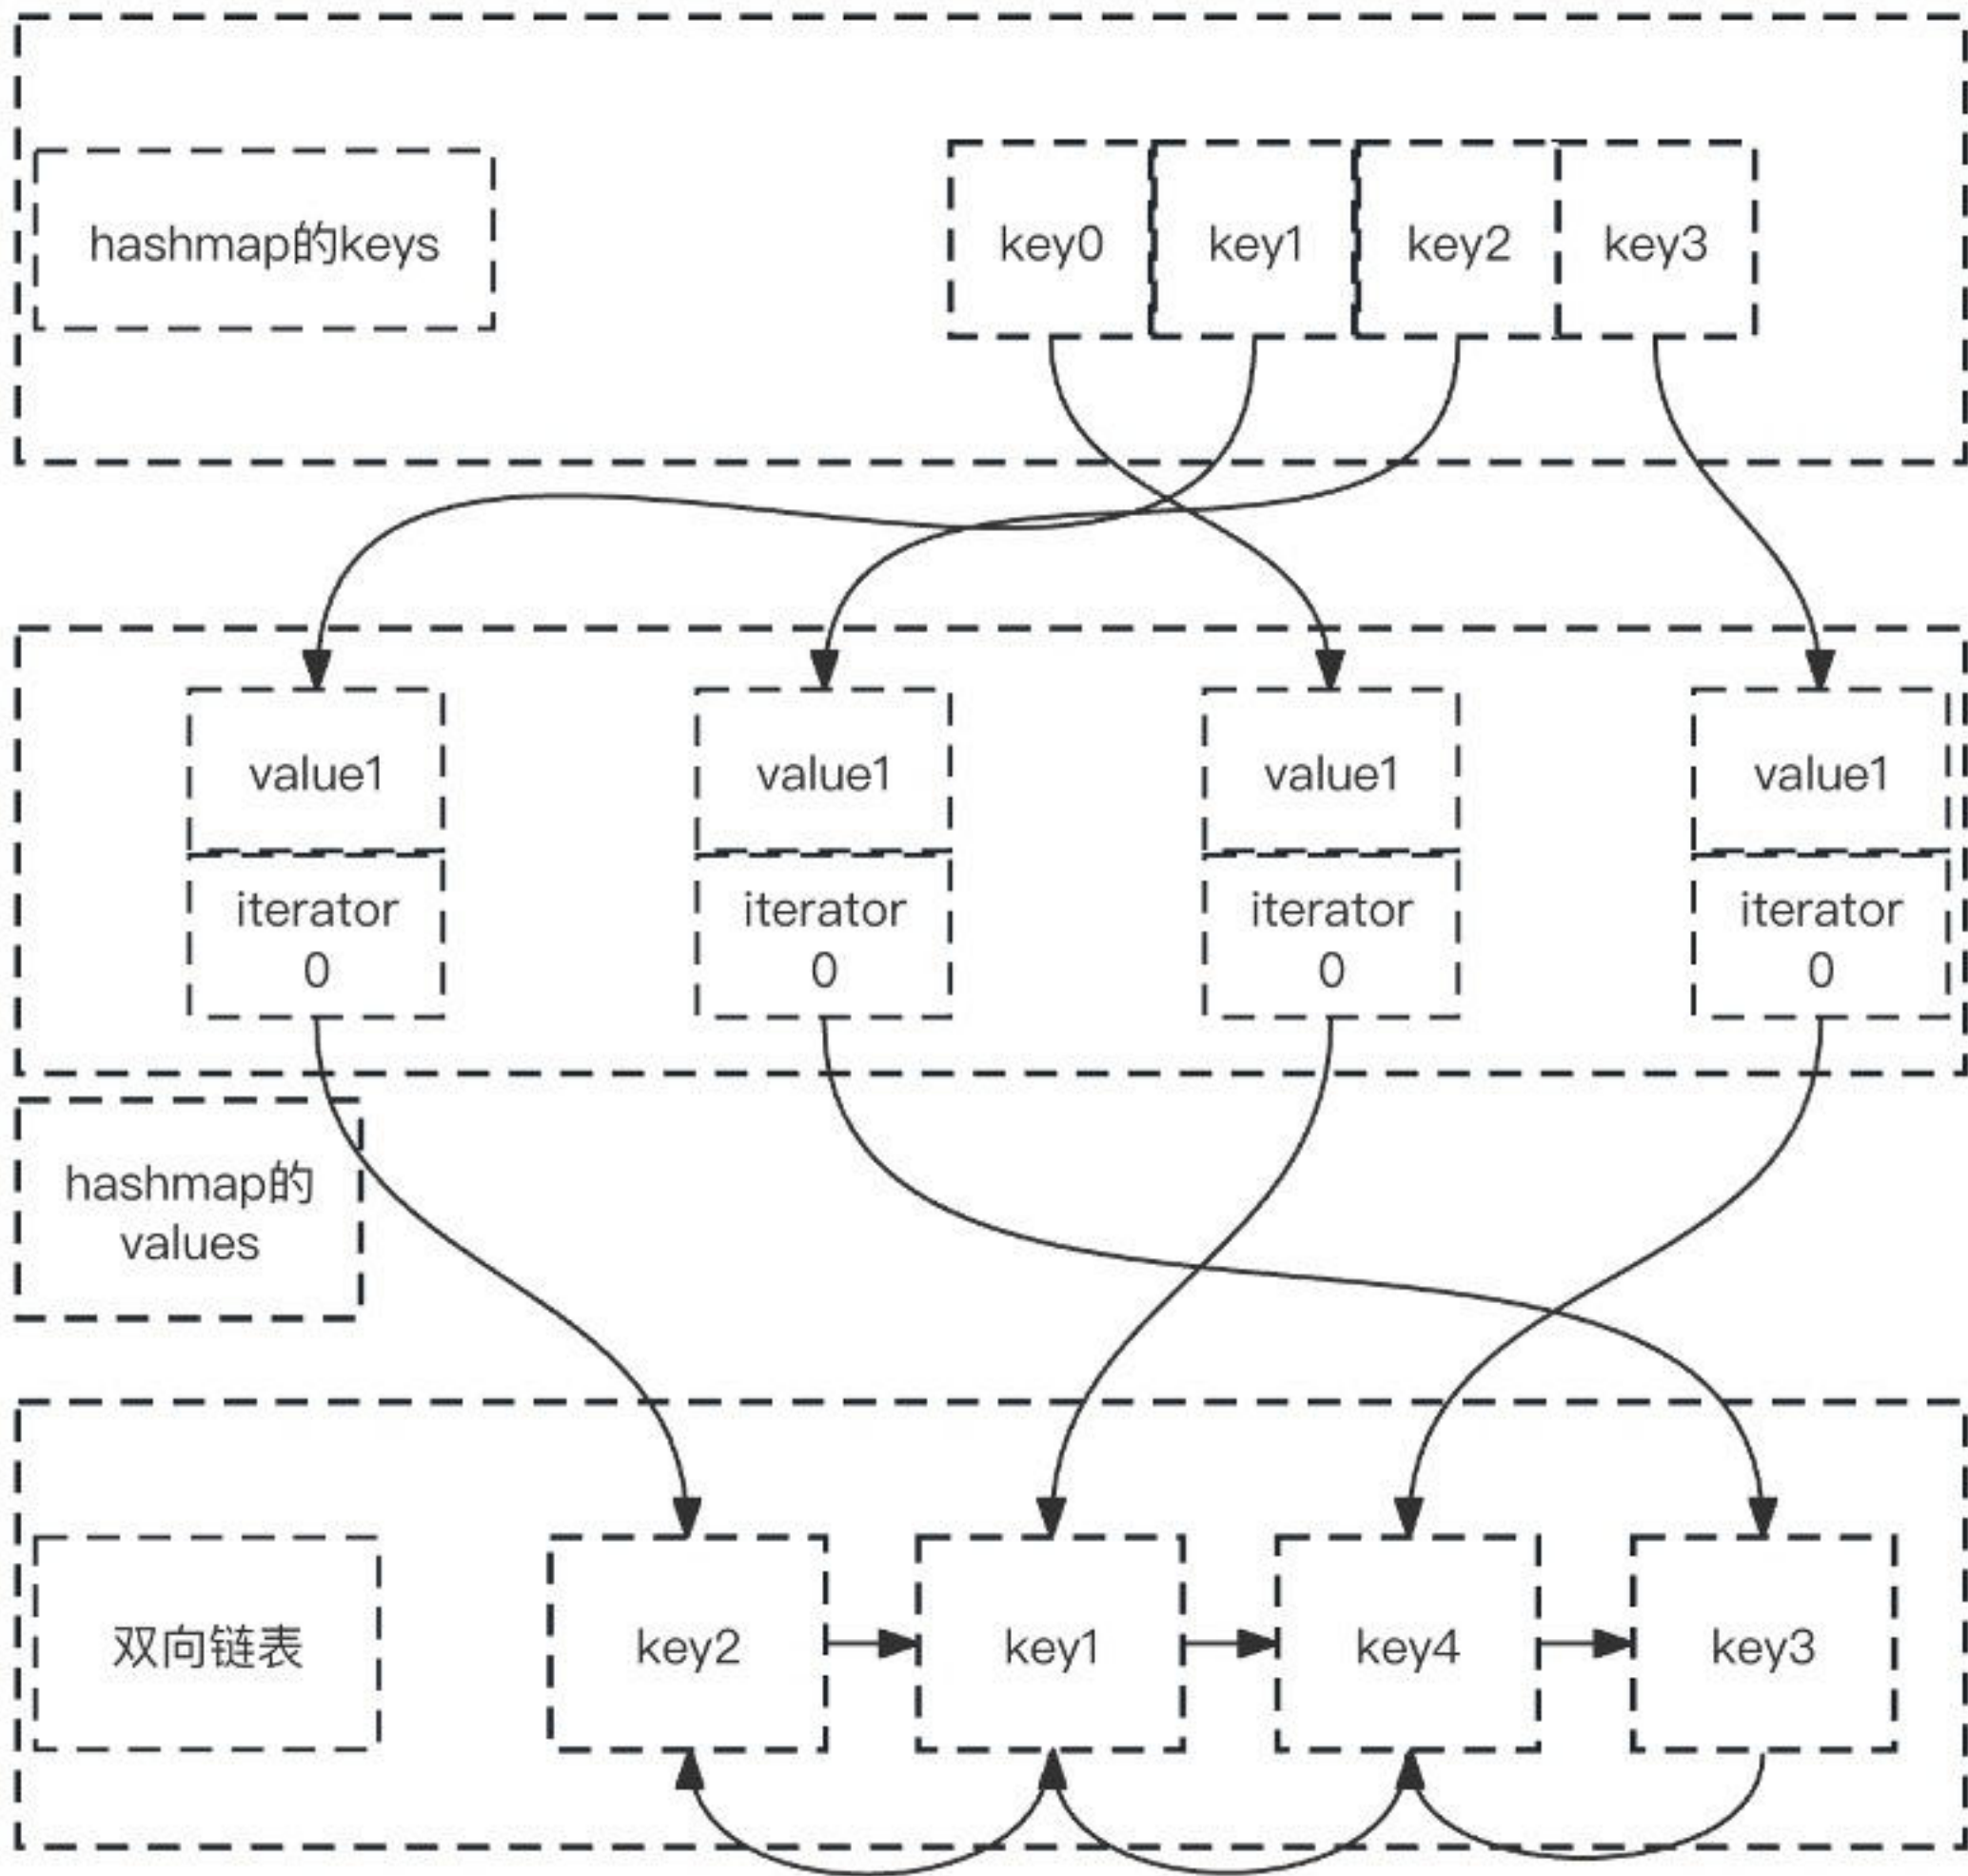 hashmap的keys
key0
key1
key2
key3
value1
value1
value1
value1
iterator
0
iterator
0
iterator
0
iterator
0
hashmap的
values
双向链表
key2
key1
key4
key3